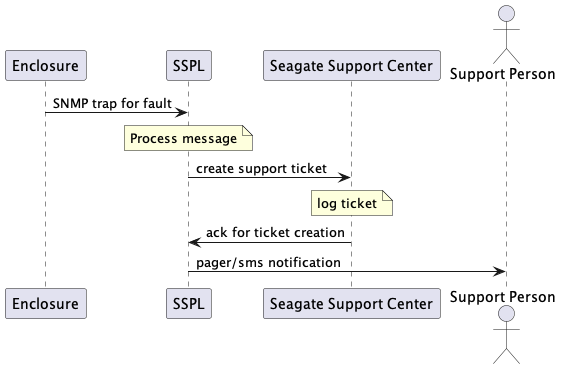 Support Person
Enclosure
SSPL
Seagate Support Center
SNMP trap for fault
Process message
create support ticket
log ticket
ack for ticket creation
pager/sms notification
Enclosure
SSPL
Seagate Support Center
Support Person